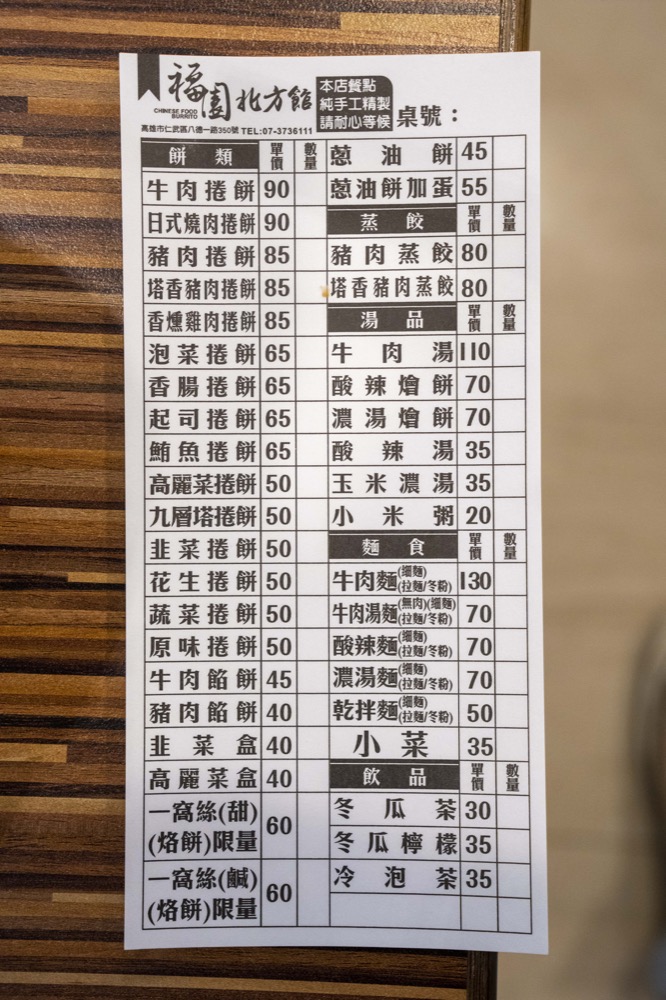 福園北方館
CHINESE FOOD
BURRITO
本店餐點
純手工精製
請耐心等候
桌號：
高雄市仁武區八德一路350號 TEL:07-3736111
餅類 單價 數量
牛肉捲餅 90
日式燒肉捲餅 90
豬肉捲餅 85
塔香豬肉捲餅 85
香燻雞肉捲餅 85
泡菜捲餅 65
香腸捲餅 65
起司捲餅 65
鮪魚捲餅 65
高麗菜捲餅 50
九層塔捲餅 50
韭菜捲餅 50
花生捲餅 50
蔬菜捲餅 50
原味捲餅 50
牛肉餡餅 45
豬肉餡餅 40
韭菜盒 40
高麗菜盒 40
一窩絲(甜)
(烙餅)限量 60
一窩絲(鹹)
(烙餅)限量 60
蔥油餅 45
蔥油餅加蛋 55
蒸餃 單價 數量
豬肉蒸餃 80
塔香豬肉蒸餃 80
湯品 單價 數量
牛肉湯 110
酸辣燴餅 70
濃湯燴餅 70
酸辣湯 35
玉米濃湯 35
小米粥 20
麵食 單價 數量
牛肉麵(細麵)(拉麵/冬粉) 130
牛肉湯麵(無肉)(細麵)(拉麵/冬粉) 70
酸辣麵(細麵)(拉麵/冬粉) 70
濃湯麵(細麵)(拉麵/冬粉) 70
乾拌麵(細麵)(拉麵/冬粉) 50
小菜 35
飲品 單價 數量
冬瓜茶 30
冬瓜檸檬 35
冷泡茶 35